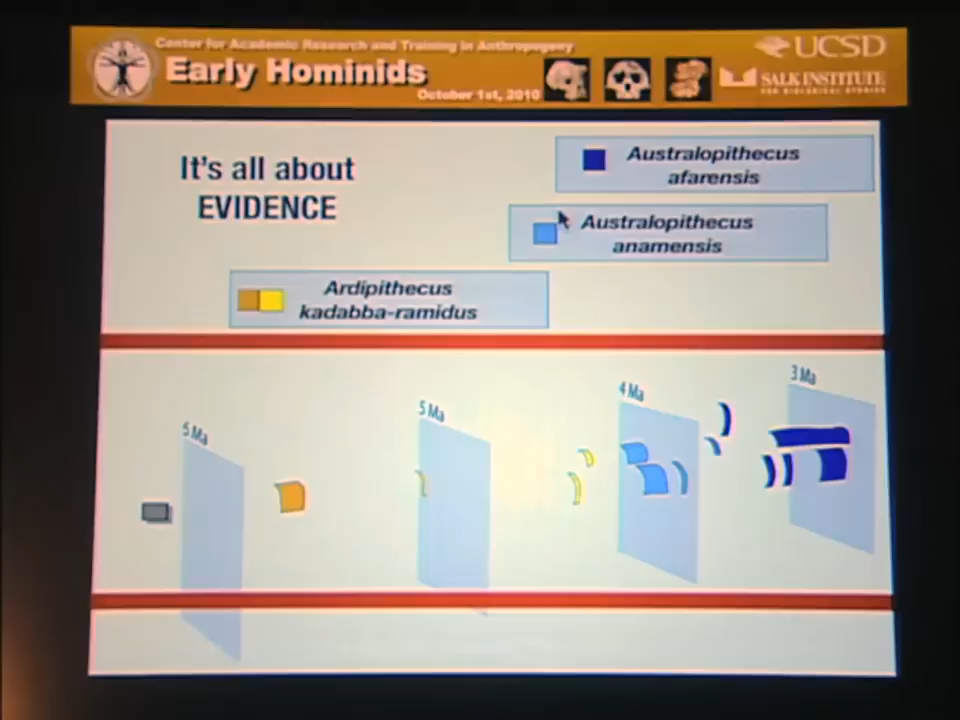 Center for Academic Research and Training in Anthropogeny
Early Hominids
October 1st, 2010
UCSD
SALK INSTITUTE
FOR BIOLOGICAL STUDIES
It's all about
EVIDENCE
Australopithecus
afarensis
Australopithecus
anamensis
Ardipithecus
kadabba-ramidus
3 Ma
4 Ma
5 Ma
6 Ma